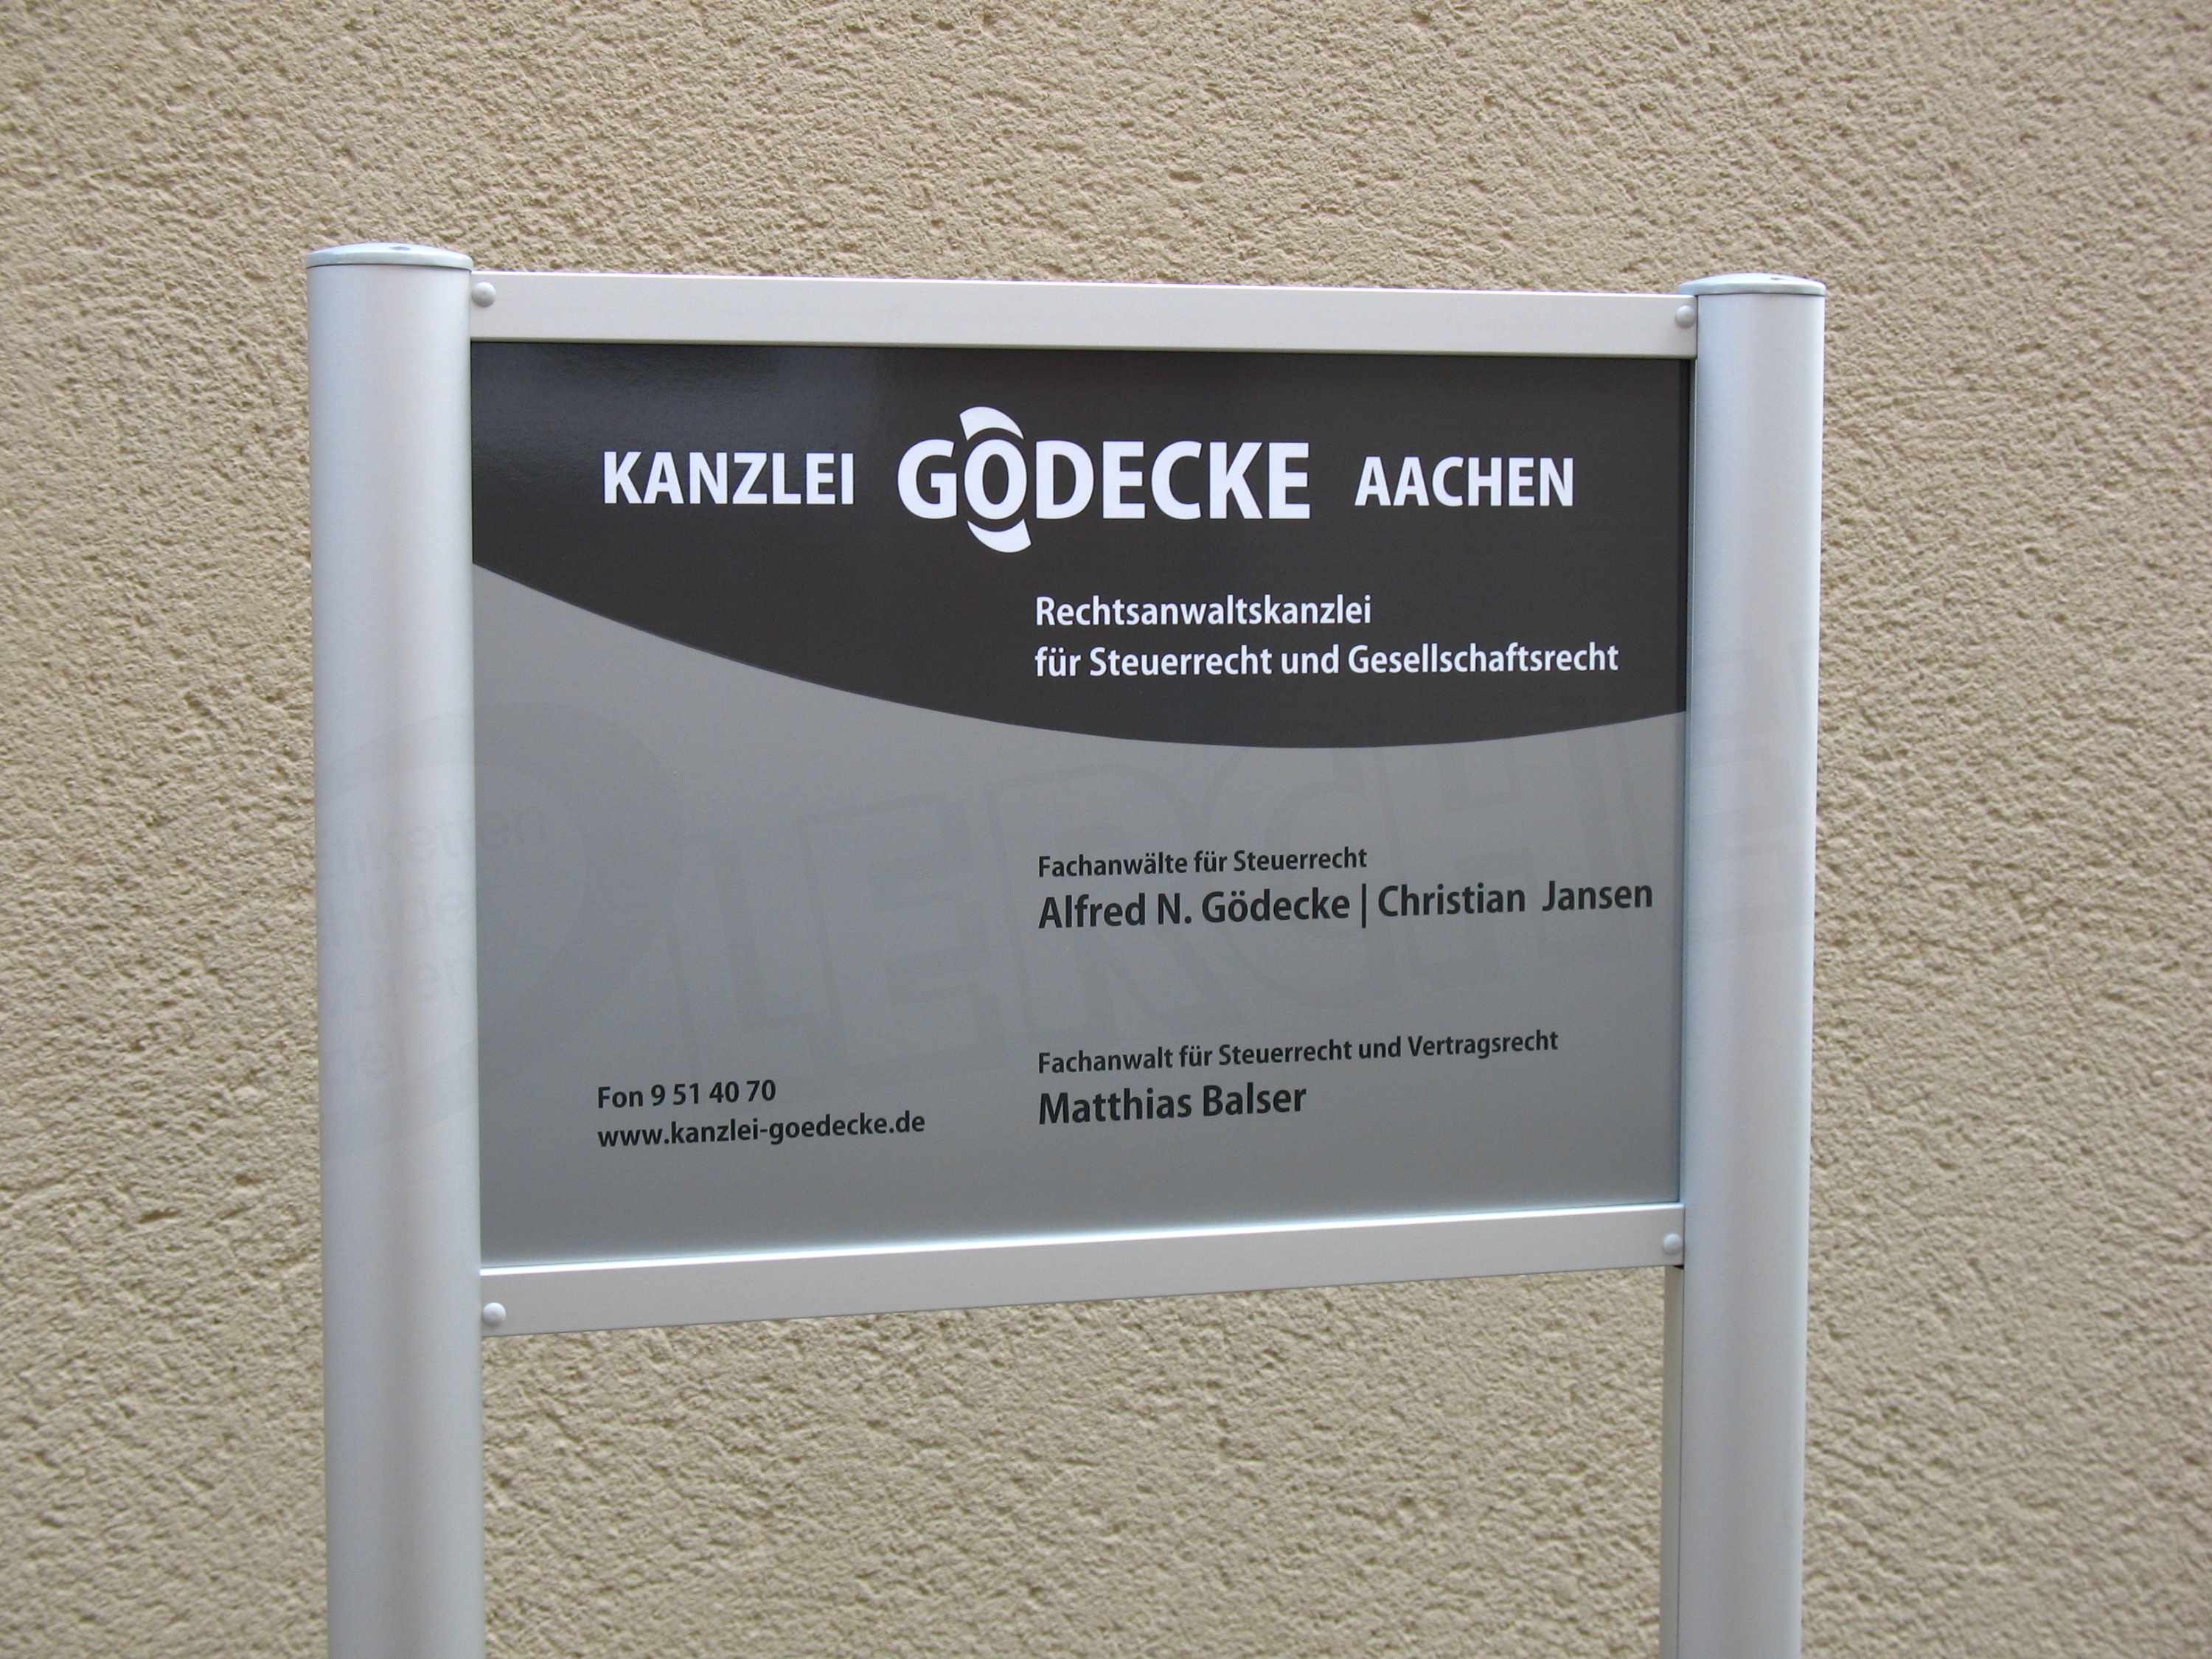 KANZLEI GÖDECKE AACHEN
Rechtsanwaltskanzlei
für Steuerrecht und Gesellschaftsrecht
Fachanwälte für Steuerrecht
Alfred N. Gödecke | Christian Jansen
Fachanwalt für Steuerrecht und Vertragsrecht
Matthias Balser
Fon 9 51 40 70
www.kanzlei-goedecke.de
LERCH